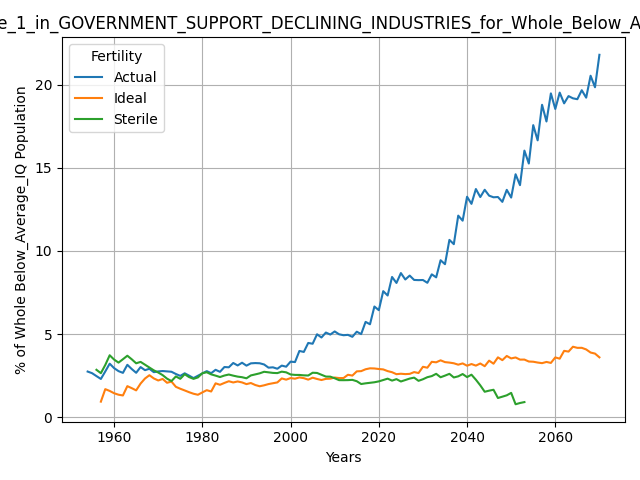 e_1_in_GOVERNMENT_SUPPORT_DECLINING_INDUSTRIES_for_Whole_Below_A
Fertility
Actual
Ideal
Sterile
% of Whole Below_Average_IQ Population
20
15
10
5
0
1960 1980 2000 2020 2040 2060
Years